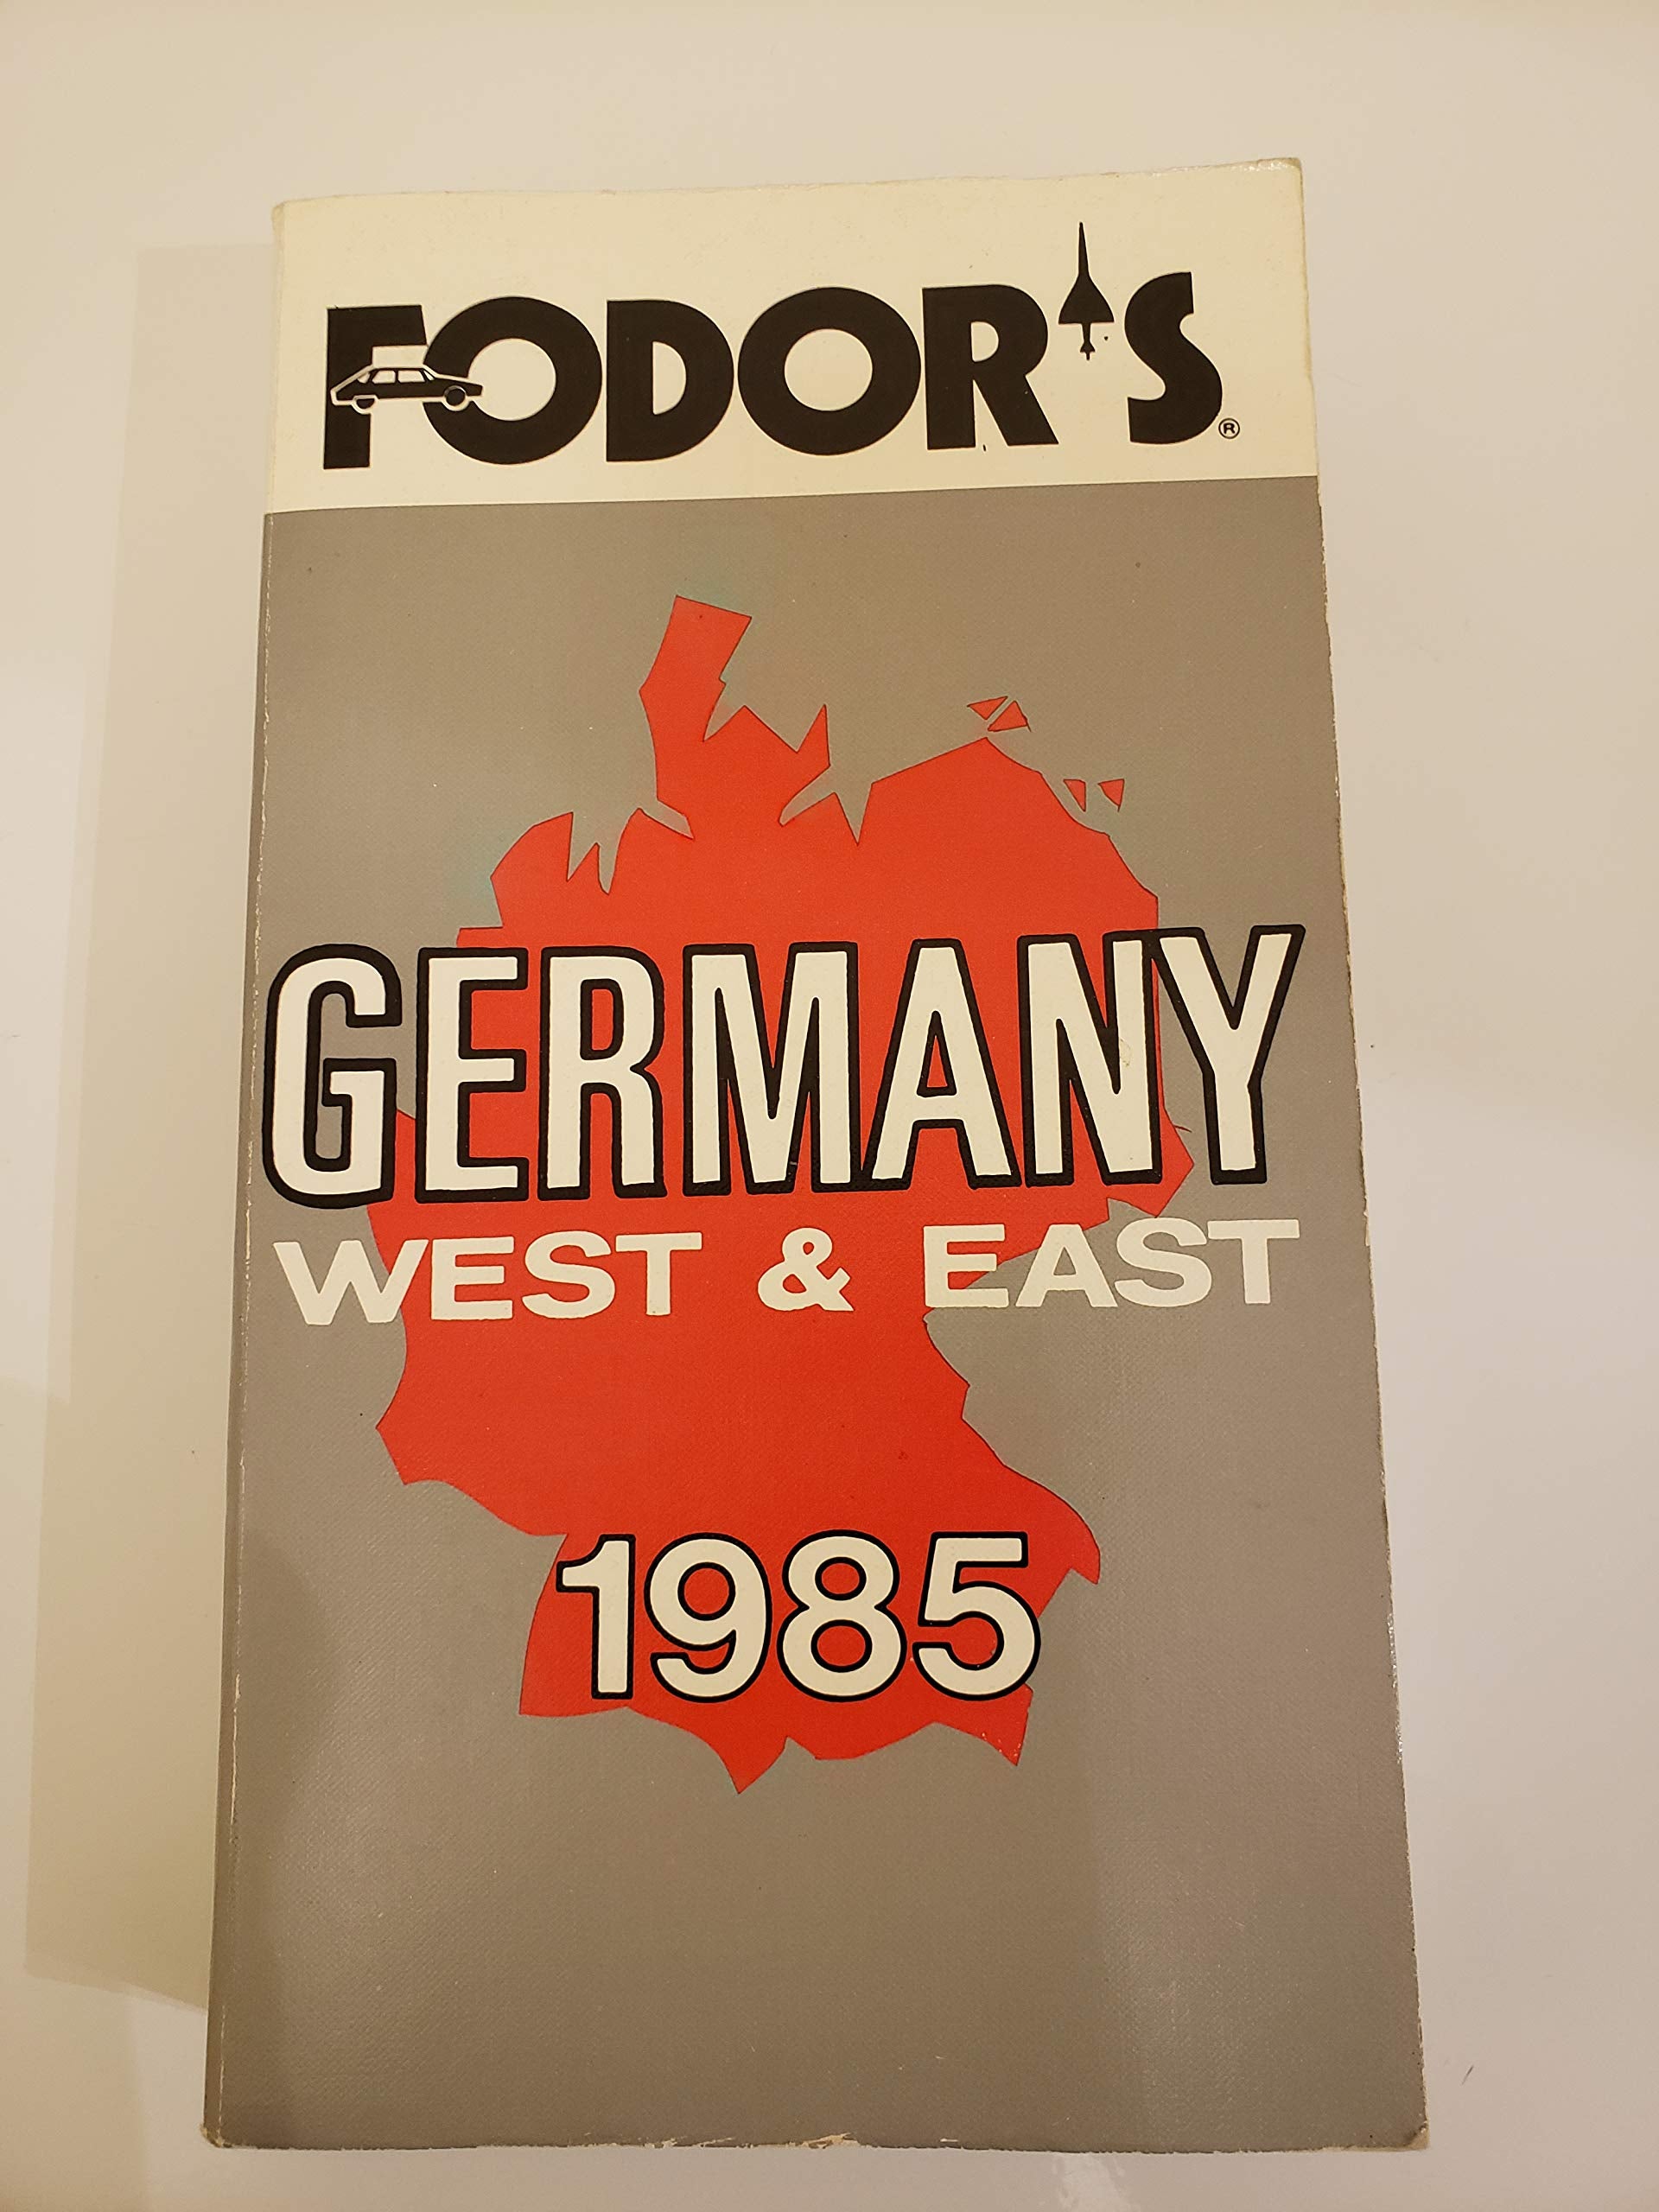 FODOR'S®
GERMANY
WEST & EAST
1985